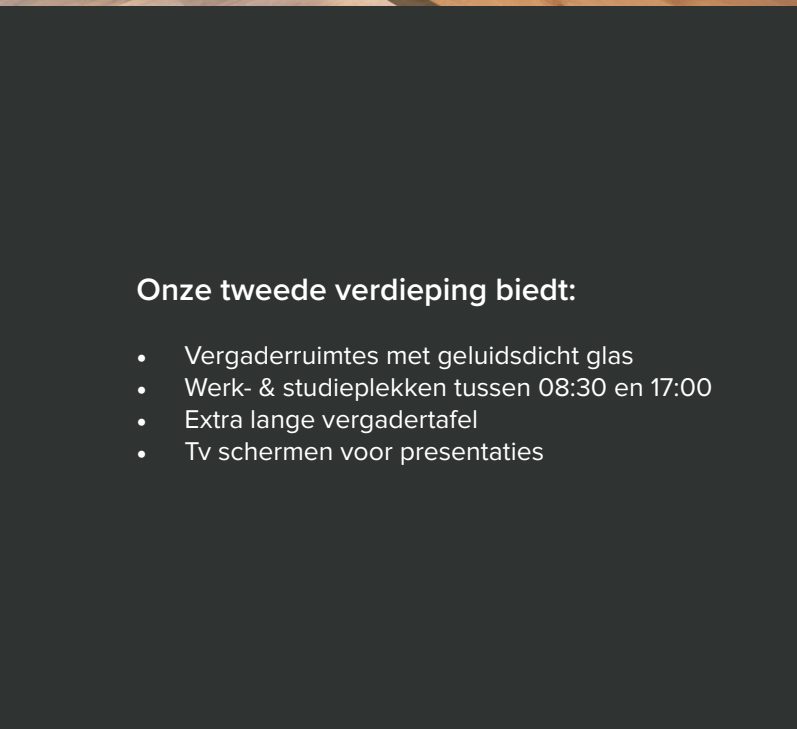 Onze tweede verdieping biedt:
• Vergaderruimtes met geluidsdicht glas
• Werk- & studieplekken tussen 08:30 en 17:00
• Extra lange vergadertafel
• Tv schermen voor presentaties